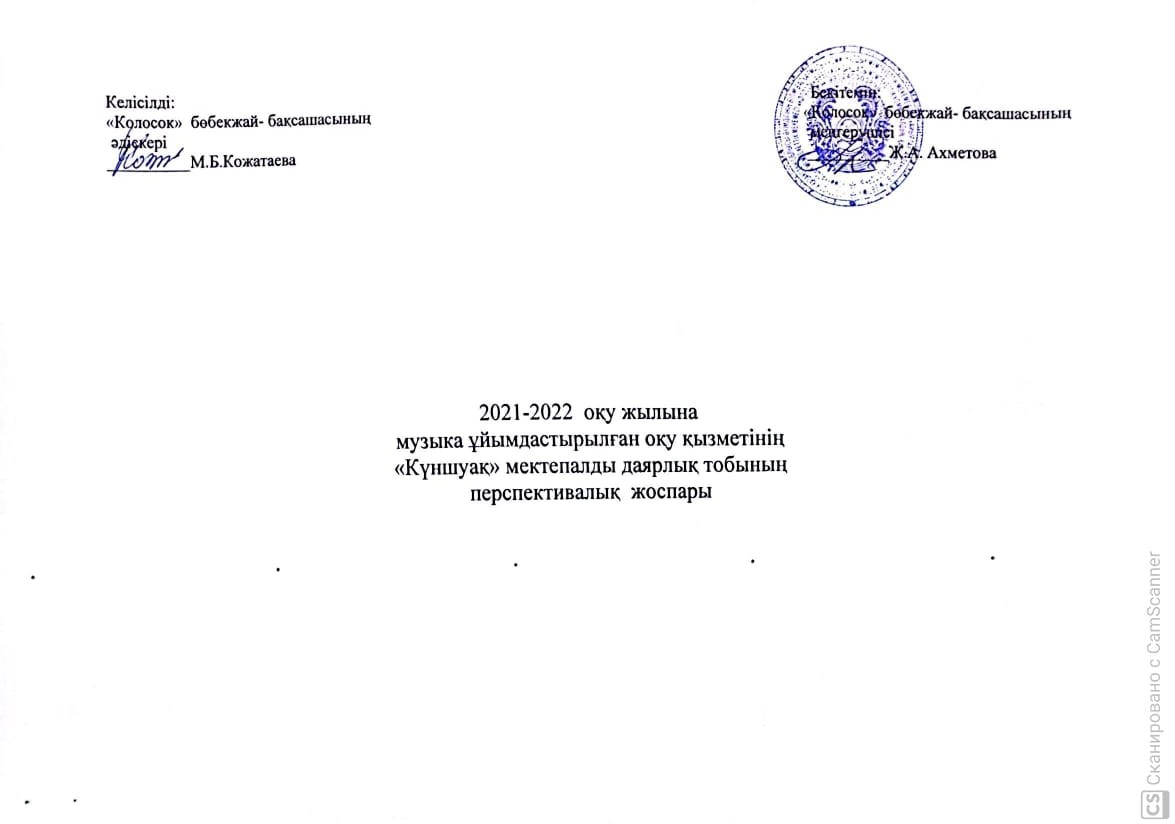 Келісілді:
«Колосок» бөбекжай- бақсашасының
әдіскері
М.Б.Кожатаева
Бекітемін:
«Колосок» бөбекжай- бақсашасының
меңгерушісі
Ж.А. Ахметова
2021-2022 оқу жылына
музыка ұйымдастырылған оқу қызметінің
«Күншуақ» мектепалды даярлық тобының
перспективалық жоспары
CS Сканировано с CamScanner